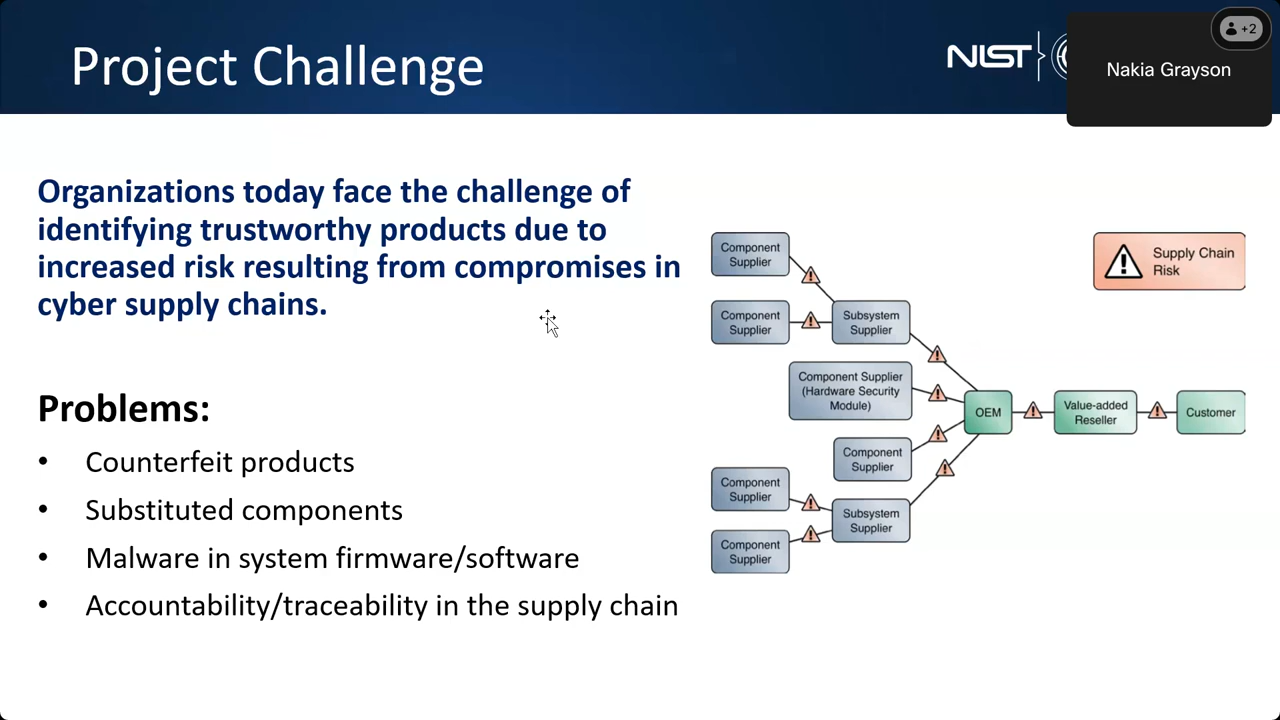 Project Challenge
NIST
+2
Nakia Grayson
Organizations today face the challenge of
identifying trustworthy products due to
increased risk resulting from compromises in
cyber supply chains.
Problems:
• Counterfeit products
• Substituted components
• Malware in system firmware/software
• Accountability/traceability in the supply chain
Component
Supplier
Supply Chain
Risk
Component
Supplier
Subsystem
Supplier
Component Supplier
(Hardware Security
Module)
OEM
Value-added
Reseller
Customer
Component
Supplier
Component
Supplier
Subsystem
Supplier
Component
Supplier